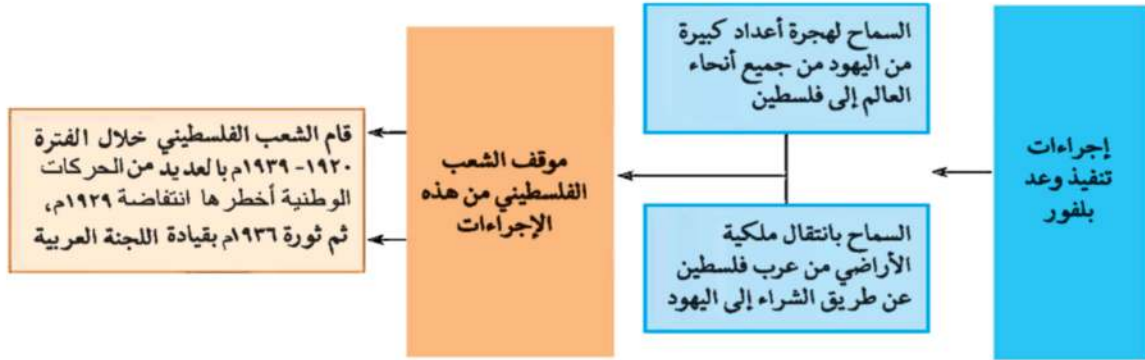 إجراءات
تنفيذ وعد
بلفور
السماح لهجرة أعداد كبيرة
من اليهود من جميع أنحاء
العالم إلى فلسطين
السماح بانتقال ملكية
الأراضي من عرب فلسطين
عن طريق الشراء إلى اليهود
موقف الشعب
الفلسطيني من هذه
الإجراءات
قام الشعب الفلسطيني خلال الفترة
١٩٢٠-١٩٣٩م بالعديد من الحركات
الوطنية أخطرها انتفاضة ١٩٢٩م،
ثم ثورة ١٩٣٦م بقيادة اللجنة العربية